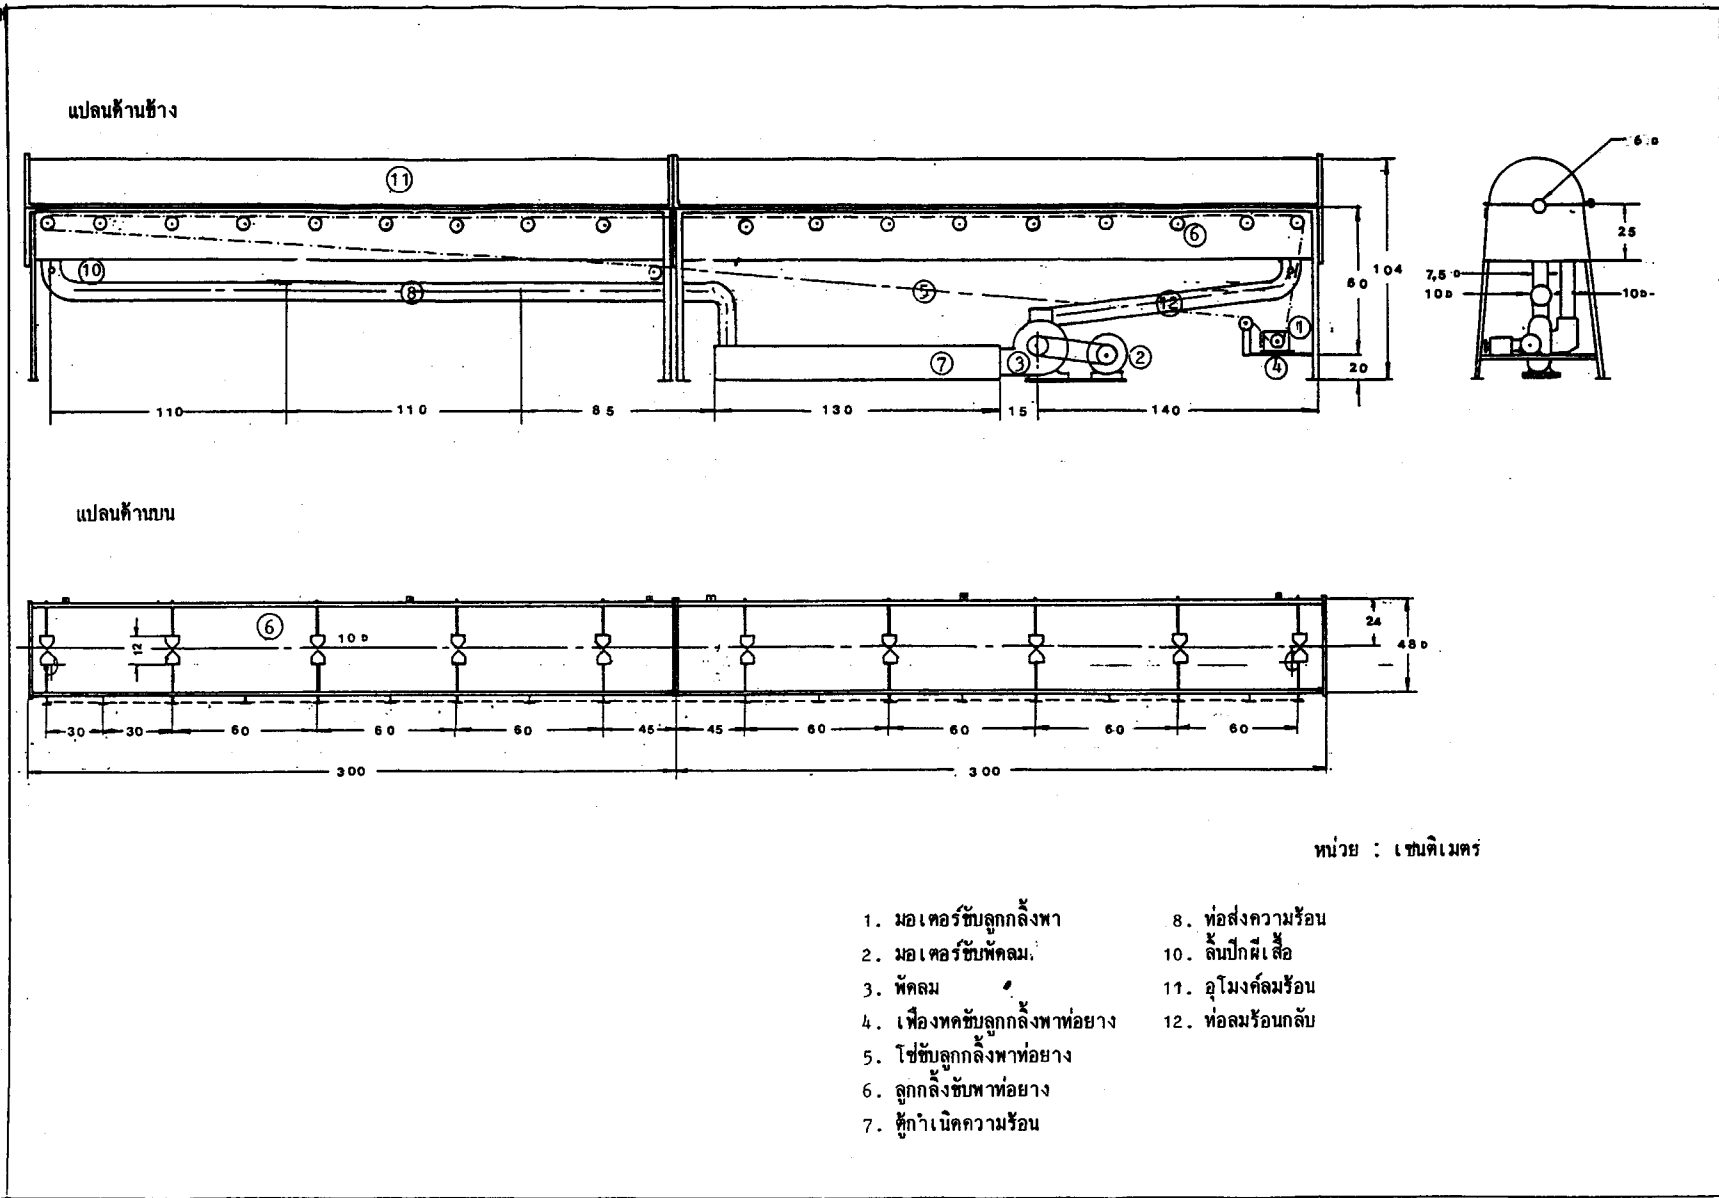 แปลนด้านข้าง
6 D
11
6
25
10
8
5
12
1
80
104
7.5 D
10 D
10 D
7
3
2
4
20
110
110
85
130
15
140
แปลนด้านบน
6
10 D
12
24
48 D
30
30
60
60
60
45
45
60
60
60
60
300
300
หน่วย : เซนติเมตร
1. มอเตอร์ขับลูกกลิ้งพา
2. มอเตอร์ขับพัดลม
3. พัดลม
4. เฟืองทดขับลูกกลิ้งพาท่อยาง
5. โซ่ขับลูกกลิ้งพาท่อยาง
6. ลูกกลิ้งขับพาท่อยาง
7. ตู้กำเนิดความร้อน
8. ท่อส่งความร้อน
10. ลิ้นปีกผีเสื้อ
11. อุโมงค์ลมร้อน
12. ท่อลมร้อนกลับ